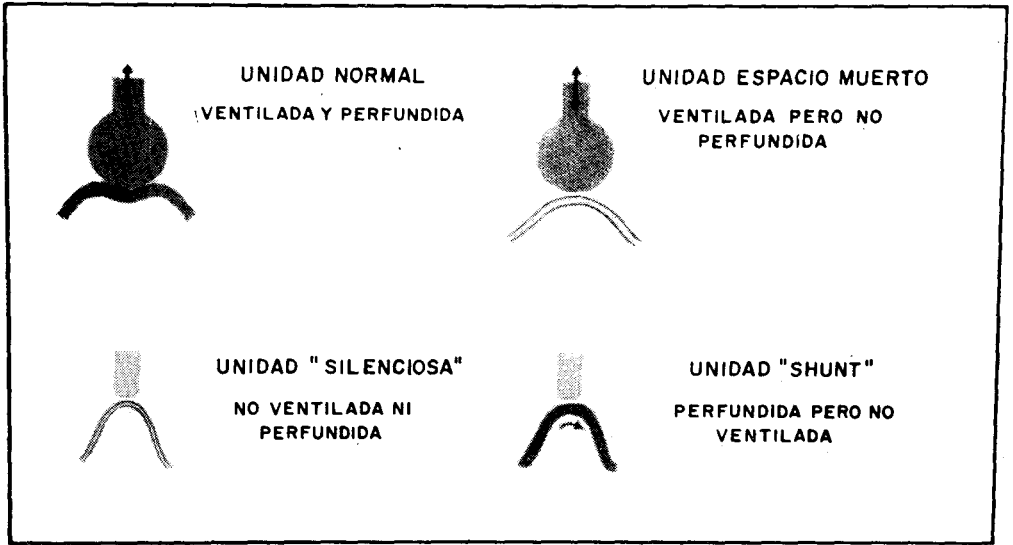 UNIDAD NORMAL
VENTILADA Y PERFUNDIDA
UNIDAD ESPACIO MUERTO
VENTILADA PERO NO
PERFUNDIDA
UNIDAD "SILENCIOSA"
NO VENTILADA NI
PERFUNDIDA
UNIDAD "SHUNT"
PERFUNDIDA PERO NO
VENTILADA